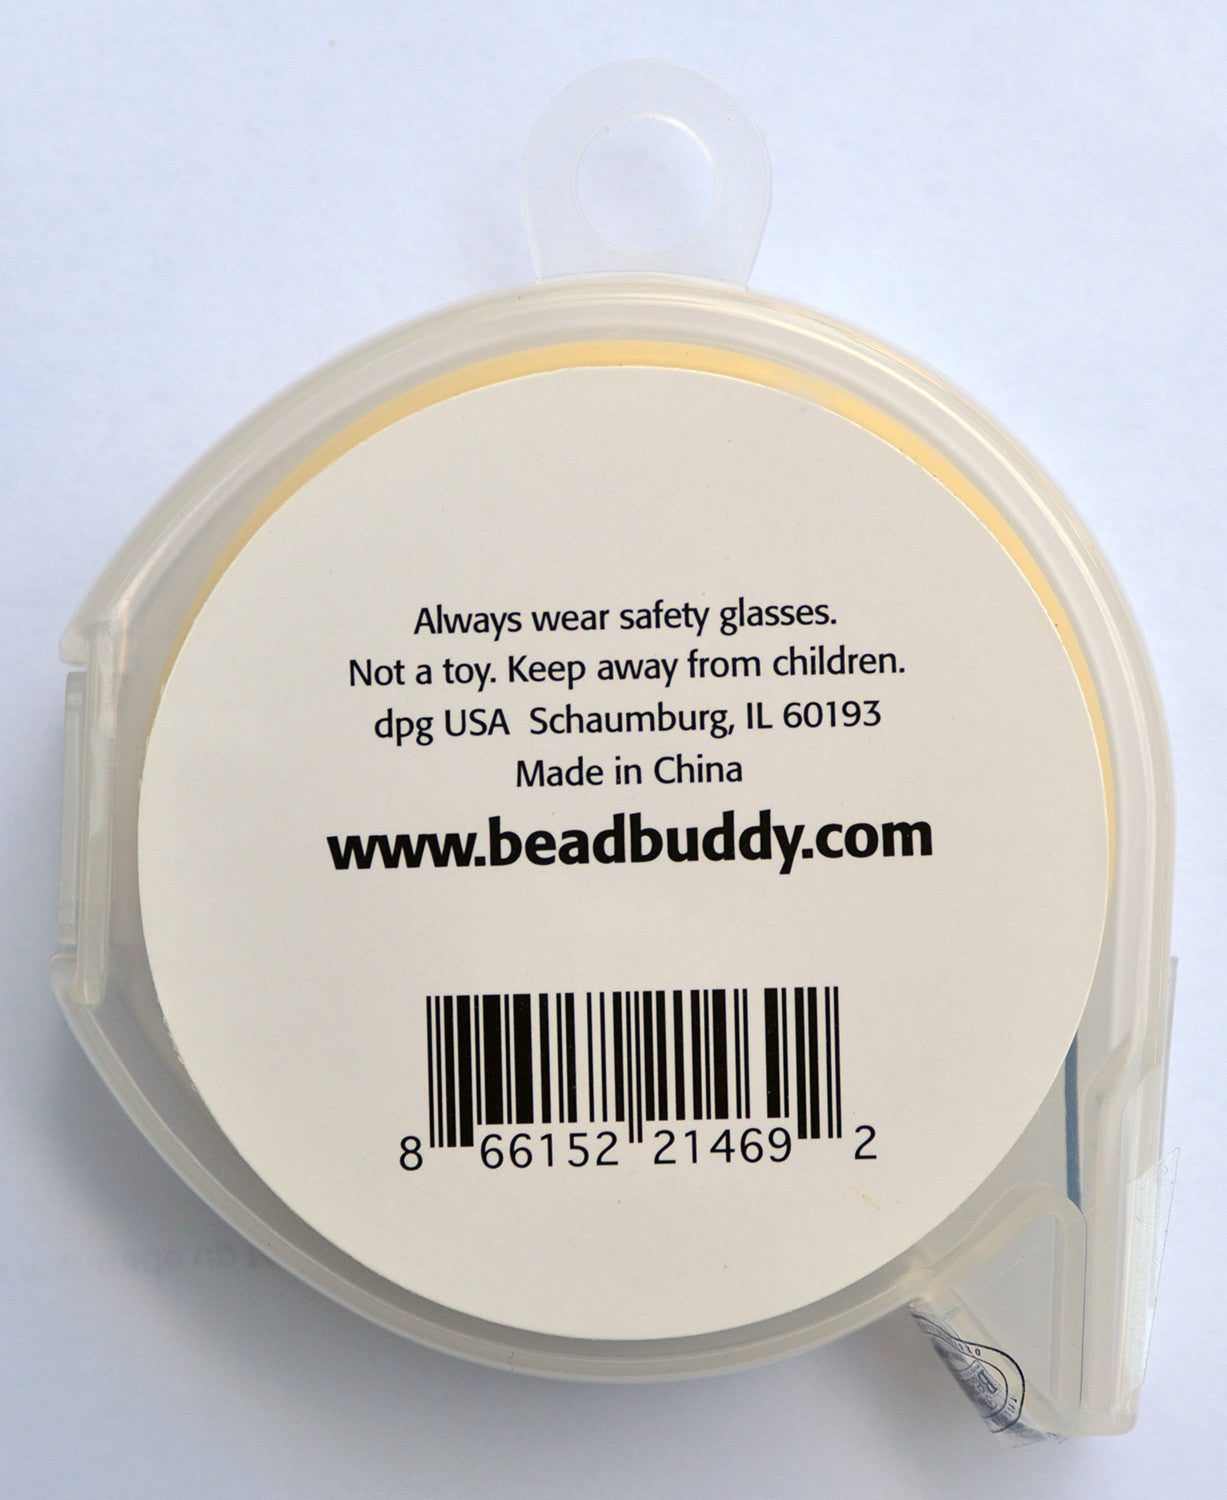 Always wear safety glasses.
Not a toy. Keep away from children.
dpg USA Schaumburg, IL 60193
Made in China
www.beadbuddy.com
8 66152 21469 2